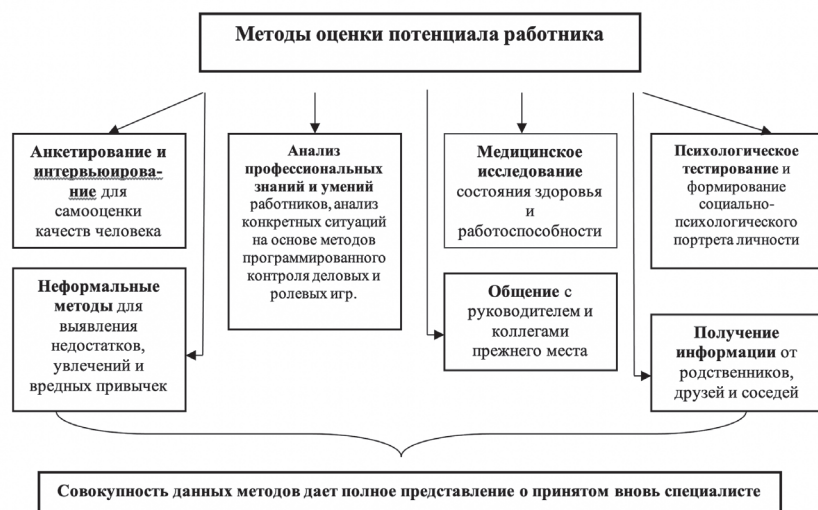 Методы оценки потенциала работника
Анкетирование и
интервьюирова-
ние для
самооценки
качеств человека
Анализ
профессиональных
знаний и умений
работников, анализ
конкретных ситуаций
на основе методов
программированного
контроля деловых и
ролевых игр.
Медицинское
исследование
состояния здоровья
и
работоспособности
Психологическое
тестирование и
формирование
социально-
психологического
портрета личности
Неформальные
методы для
выявления
недостатков,
увлечений и
вредных привычек
Общение с
руководителем и
коллегами
прежнего места
Получение
информации от
родственников,
друзей и соседей
Совокупность данных методов дает полное представление о принятом вновь специалисте